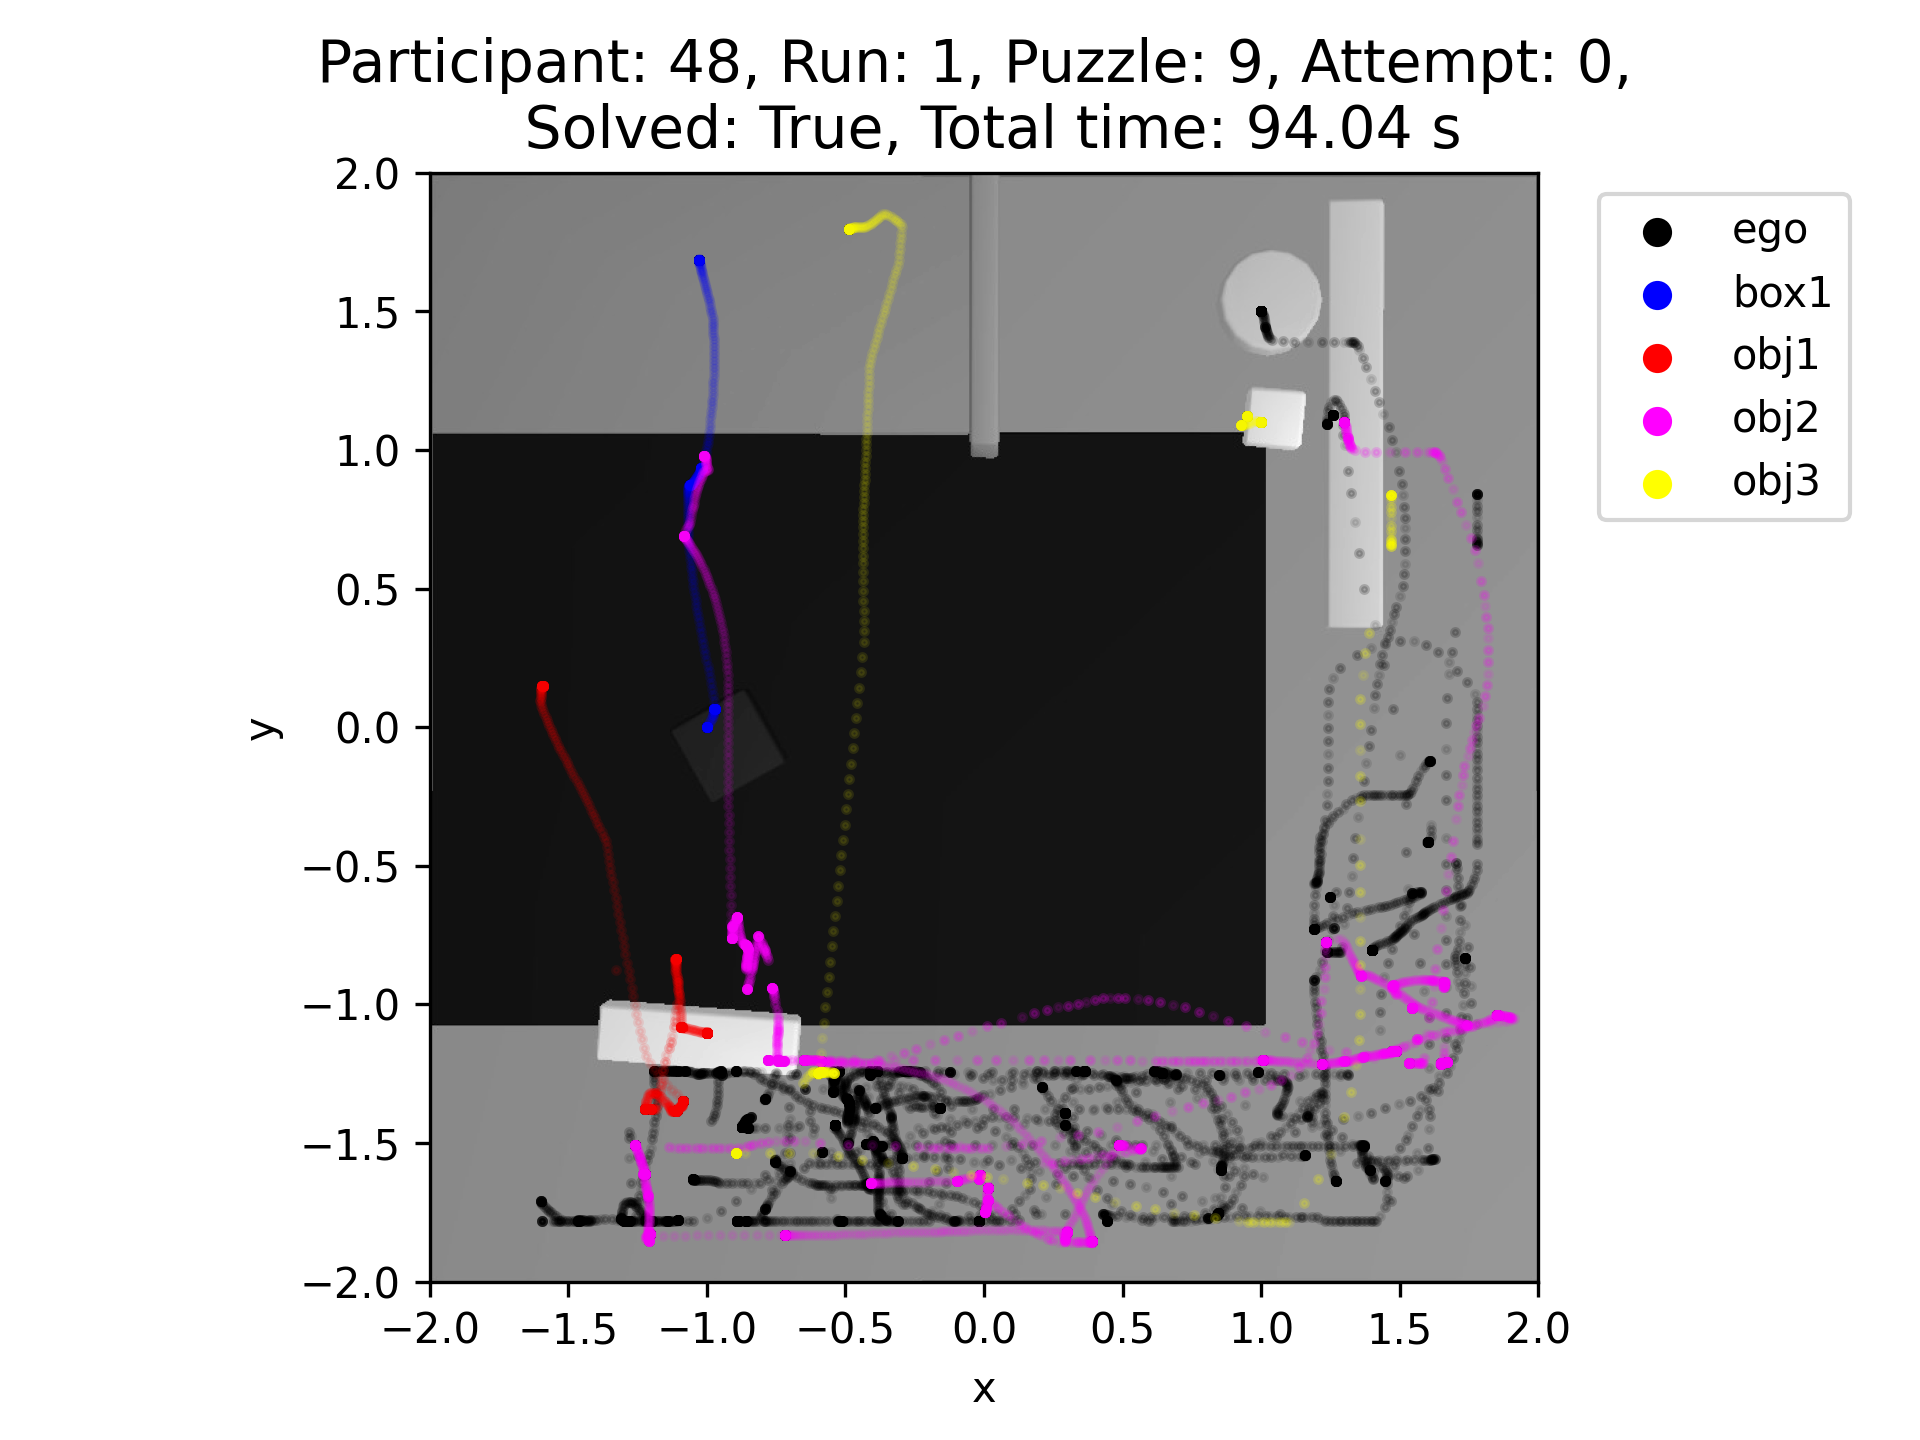 Participant: 48, Run: 1, Puzzle: 9, Attempt: 0,
Solved: True, Total time: 94.04 s
2.0
1.5
1.0
0.5
0.0
−0.5
−1.0
−1.5
−2.0
y
−2.0 −1.5 −1.0 −0.5 0.0 0.5 1.0 1.5 2.0
x
ego
box1
obj1
obj2
obj3